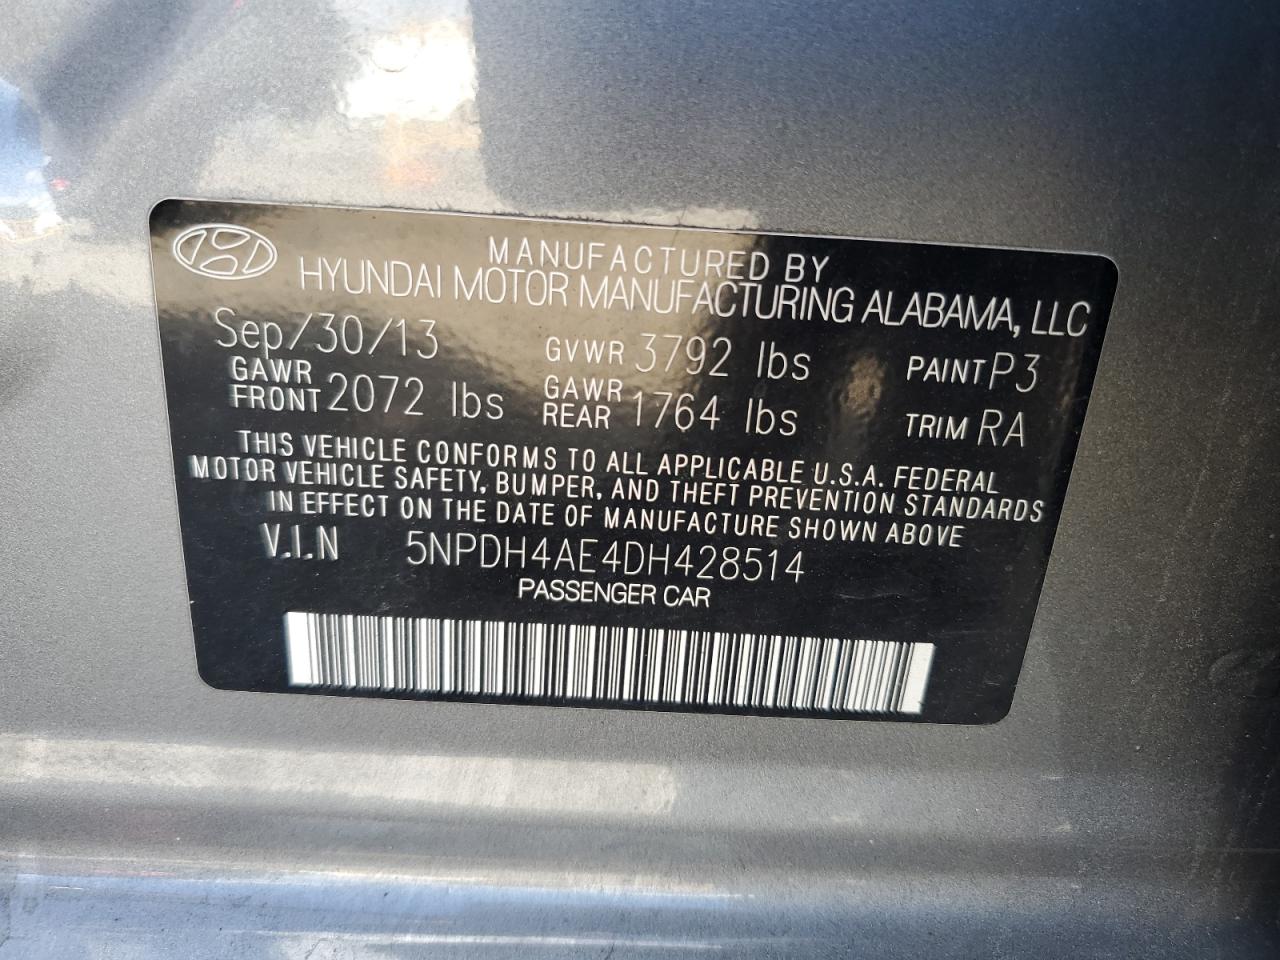 MANUFACTURED BY
HYUNDAI MOTOR MANUFACTURING ALABAMA, LLC
Sep/30/13 GVWR 3792 lbs PAINT P3
GAWR FRONT 2072 lbs GAWR REAR 1764 lbs TRIM RA
THIS VEHICLE CONFORMS TO ALL APPLICABLE U.S.A. FEDERAL
MOTOR VEHICLE SAFETY, BUMPER, AND THEFT PREVENTION STANDARDS
IN EFFECT ON THE DATE OF MANUFACTURE SHOWN ABOVE
V.I.N 5NPDH4AE4DH428514
PASSENGER CAR